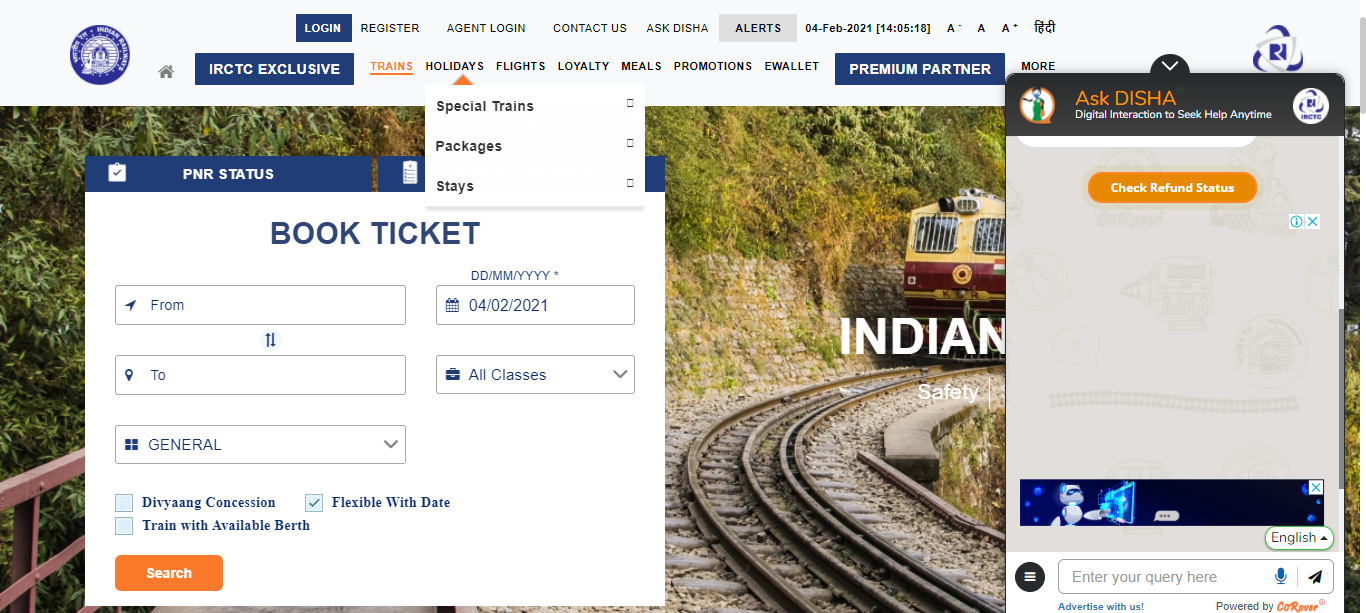 LOGIN REGISTER AGENT LOGIN CONTACT US ASK DISHA ALERTS 04-Feb-2021 [14:05:18] A- A A+ हिंदी
INDIAN RAILWAYS
IRCTC EXCLUSIVE TRAINS HOLIDAYS FLIGHTS LOYALTY MEALS PROMOTIONS EWALLET PREMIUM PARTNER MORE
Special Trains
Packages
Stays
PNR STATUS
BOOK TICKET
DD/MM/YYYY *
From
04/02/2021
To
All Classes
GENERAL
Divyaang Concession
Flexible With Date
Train with Available Berth
Search
INDIAN
Safety |
Ask DISHA
Digital Interaction to Seek Help Anytime
IRCTC
Check Refund Status
CoRover
English
Enter your query here
Advertise with us!
Powered by CoRover®